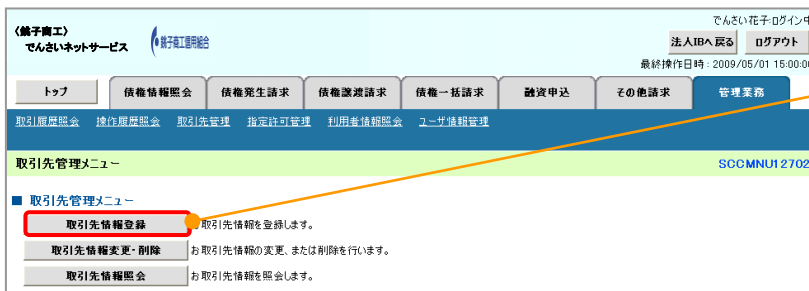 でんさい花子:ログイン中
〈銚子商工〉
でんさいネットサービス
銚子商工信用組合
法人IBへ戻る ログアウト
最終操作日時：2009/05/01 15:00:00
トップ 債権情報照会 債権発生請求 債権譲渡請求 債権一括請求 融資申込 その他請求 管理業務
取引履歴照会 操作履歴照会 取引先管理 指定許可管理 利用者情報照会 ユーザ情報管理
取引先管理メニュー SCCMNU12702
■ 取引先管理メニュー
取引先情報登録 お取引先情報を登録します。
取引先情報変更・削除 お取引先情報の変更、または削除を行います。
取引先情報照会 お取引先情報を照会します。